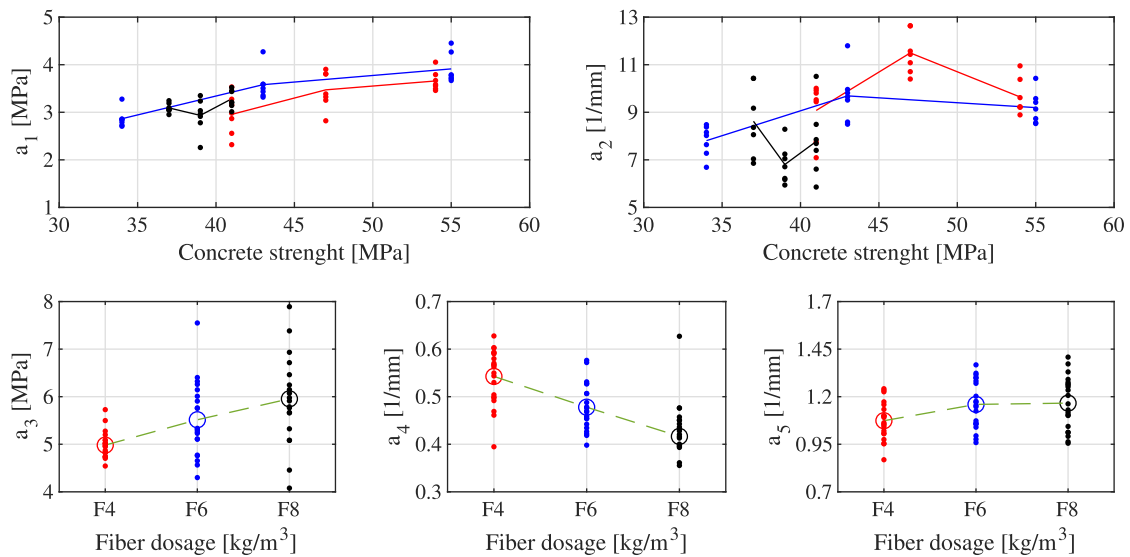 a1 [MPa]
5
4
3
2
1
30 35 40 45 50 55 60
Concrete strenght [MPa]
a2 [1/mm]
13
11
9
7
5
30 35 40 45 50 55 60
Concrete strenght [MPa]
a3 [MPa]
8
7
6
5
4
F4 F6 F8
Fiber dosage [kg/m3]
a4 [1/mm]
0.7
0.6
0.5
0.4
0.3
F4 F6 F8
Fiber dosage [kg/m3]
a5 [1/mm]
1.7
1.45
1.2
0.95
0.7
F4 F6 F8
Fiber dosage [kg/m3]